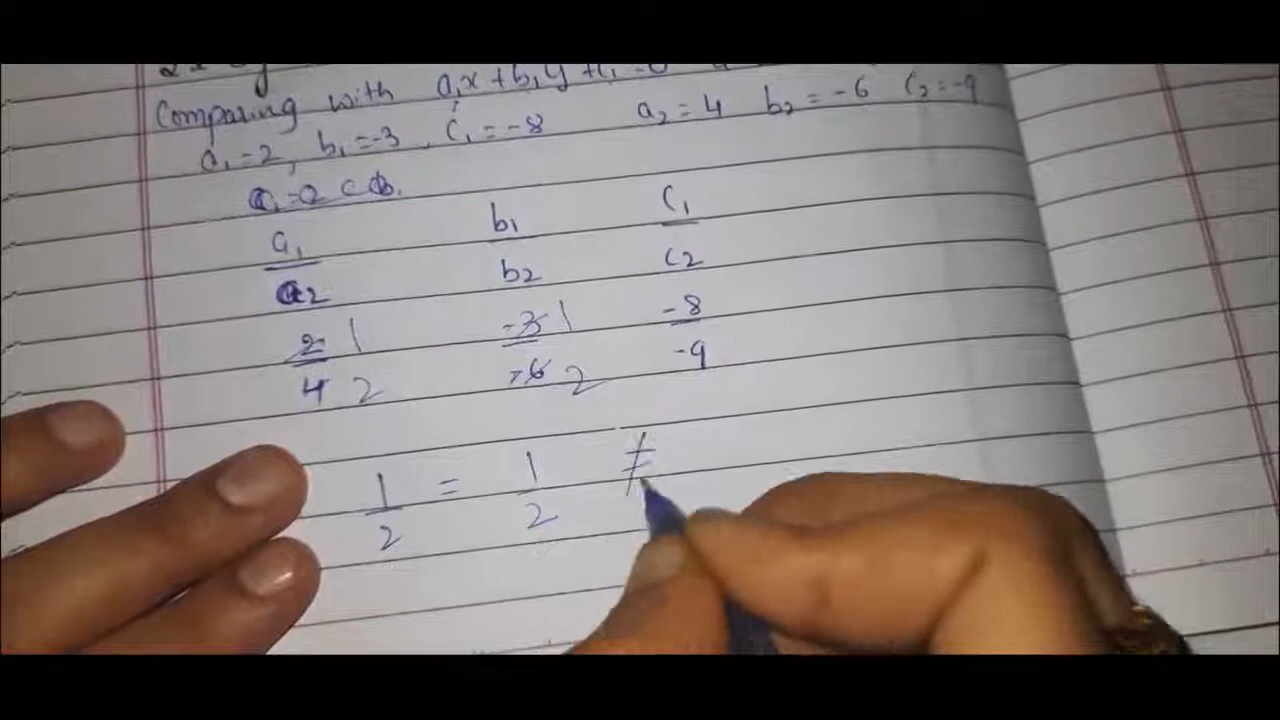 Comparing with a₁x + b₁y + c₁ = 0
a₁ = 2, b₁ = -3, c₁ = -8 a₂ = 4 b₂ = -6 c₂ = -9
a₁ b₁ c₁
a₂ b₂ c₂
2 1 -3 1 -8
4 2 -6 2 -9
1 = 1 ≠
2 2